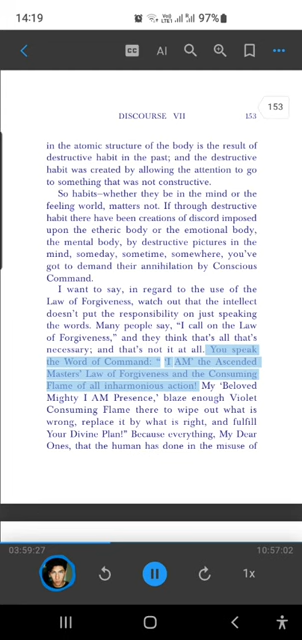 14:19
97%
CC
AI
153
DISCOURSE VII 153
in the atomic structure of the body is the result of
destructive habit in the past; and the destructive
habit was created by allowing the attention to go
to something that was not constructive.
So habits—whether they be in the mind or the
feeling world, matters not. If through destructive
habit there have been creations of discord imposed
upon the etheric body or the emotional body,
the mental body, by destructive pictures in the
mind, someday, sometime, somewhere, you've
got to demand their annihilation by Conscious
Command.
I want to say, in regard to the use of the
Law of Forgiveness, watch out that the intellect
doesn't put the responsibility on just speaking
the words. Many people say, “I call on the Law
of Forgiveness,” and they think that's all that's
necessary; and that's not it at all. You speak
the Word of Command: “ ‘I AM’ the Ascended
Masters' Law of Forgiveness and the Consuming
Flame of all inharmonious action! My ‘Beloved
Mighty I AM Presence,’ blaze enough Violet
Consuming Flame there to wipe out what is
wrong, replace it by what is right, and fulfill
Your Divine Plan!” Because everything, My Dear
Ones, that the human has done in the misuse of
03:59:27 10:57:02
1x